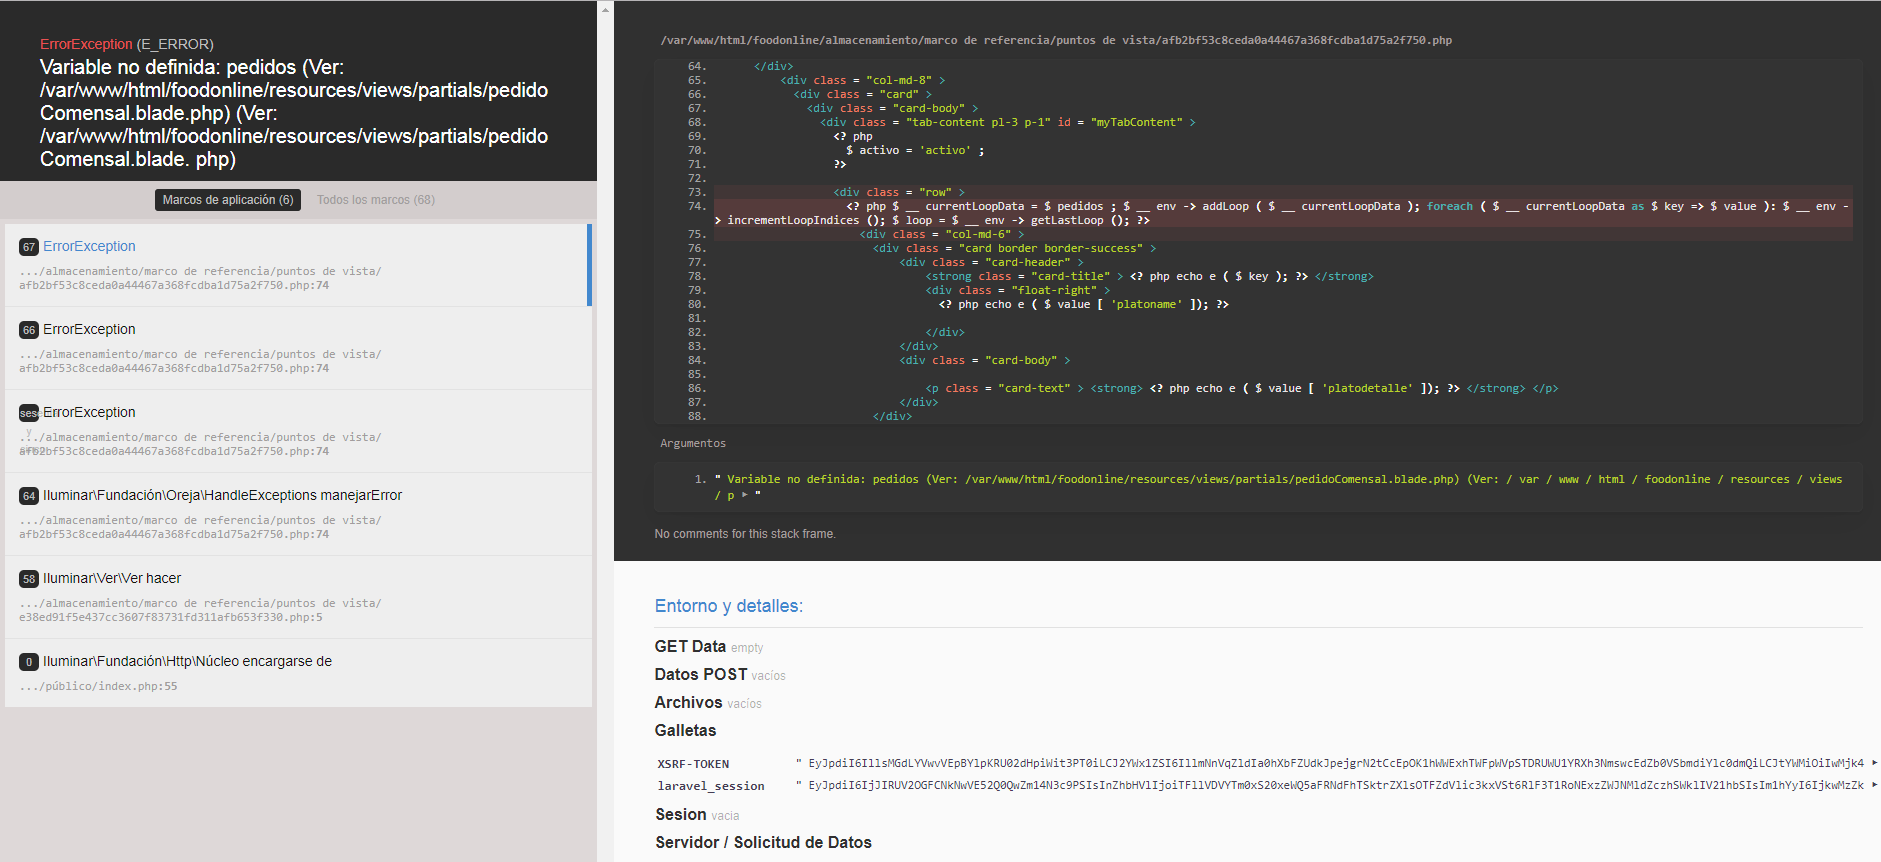 ErrorException (E_ERROR)
Variable no definida: pedidos (Ver:
/var/www/html/foodonline/resources/views/partials/pedido
Comensal.blade.php) (Ver:
/var/www/html/foodonline/resources/views/partials/pedido
Comensal.blade. php)
Marcos de aplicación (6) Todos los marcos (68)
67 ErrorException
.../almacenamiento/marco de referencia/puntos de vista/
afb2bf53c8ceda0a44467a368fcdba1d75a2f750.php:74
66 ErrorException
.../almacenamiento/marco de referencia/puntos de vista/
afb2bf53c8ceda0a44467a368fcdba1d75a2f750.php:74
ErrorException
.../almacenamiento/marco de referencia/puntos de vista/
afb2bf53c8ceda0a44467a368fcdba1d75a2f750.php:74
64 Iluminar\Fundación\Oreja\HandleExceptions manejarError
.../almacenamiento/marco de referencia/puntos de vista/
afb2bf53c8ceda0a44467a368fcdba1d75a2f750.php:74
58 Iluminar\Ver\Ver hacer
.../almacenamiento/marco de referencia/puntos de vista/
e38ed91f5e437cc3607f83731fd311afb653f330.php:5
0 Iluminar\Fundación\Http\Núcleo encargarse de
.../público/index.php:55
/var/www/html/foodonline/almacenamiento/marco de referencia/puntos de vista/afb2bf53c8ceda0a44467a368fcdba1d75a2f750.php
64. </div>
65. <div class = "col-md-8" >
66. <div class = "card" >
67. <div class = "card-body" >
68. <div class = "tab-content pl-3 p-1" id = "myTabContent" >
69. <? php
70. $ activo = 'activo' ;
71. ?>
72.
73. <div class = "row" >
74. <? php $ __ currentLoopData = $ pedidos ; $ __ env -> addLoop ( $ __ currentLoopData ); foreach ( $ __ currentLoopData as $ key => $ value ): $ __ env -
> incrementLoopIndices (); $ loop = $ __ env -> getLastLoop (); ?>
75. <div class = "col-md-6" >
76. <div class = "card border border-success" >
77. <div class = "card-header" >
78. <strong class = "card-title" > <? php echo e ( $ key ); ?> </strong>
79. <div class = "float-right" >
80. <? php echo e ( $ value [ 'platoname' ]); ?>
81.
82. </div>
83. </div>
84. <div class = "card-body" >
85.
86. <p class = "card-text" > <strong> <? php echo e ( $ value [ 'platodetalle' ]); ?> </strong> </p>
87. </div>
88. </div>
Argumentos
1. " Variable no definida: pedidos (Ver: /var/www/html/foodonline/resources/views/partials/pedidoComensal.blade.php) (Ver: / var / www / html / foodonline / resources / views
/ p ▸ "
No comments for this stack frame.
Entorno y detalles:
GET Data empty
Datos POST vacíos
Archivos vacíos
Galletas
XSRF-TOKEN "
laravel_session "
Sesion vacia
Servidor / Solicitud de Datos